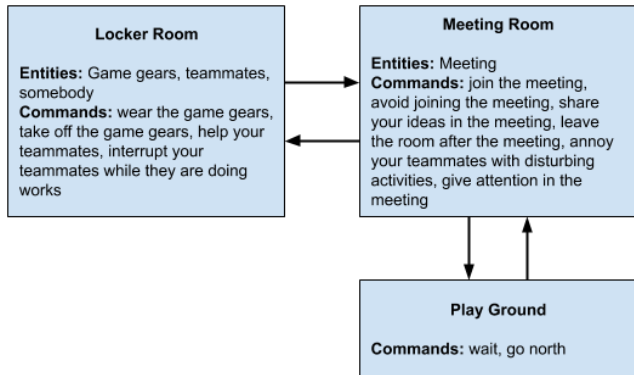 Locker Room
Entities: Game gears, teammates,
somebody
Commands: wear the game gears,
take off the game gears, help your
teammates, interrupt your
teammates while they are doing
works
Meeting Room
Entities: Meeting
Commands: join the meeting,
avoid joining the meeting, share
your ideas in the meeting, leave
the room after the meeting, annoy
your teammates with disturbing
activities, give attention in the
meeting
Play Ground
Commands: wait, go north